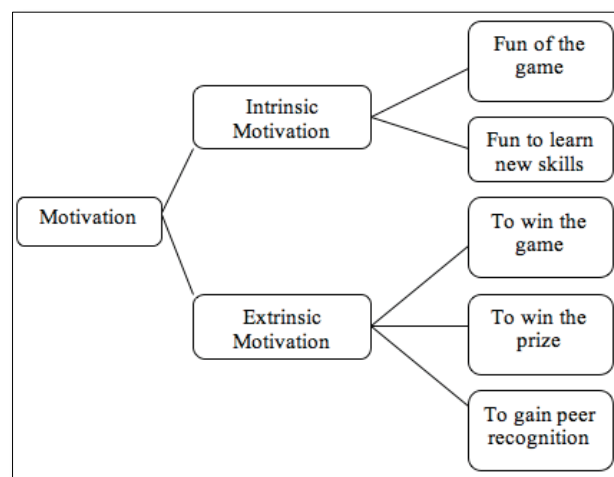 Motivation
Intrinsic
Motivation
Fun of the
game
Fun to learn
new skills
Extrinsic
Motivation
To win the
game
To win the
prize
To gain peer
recognition